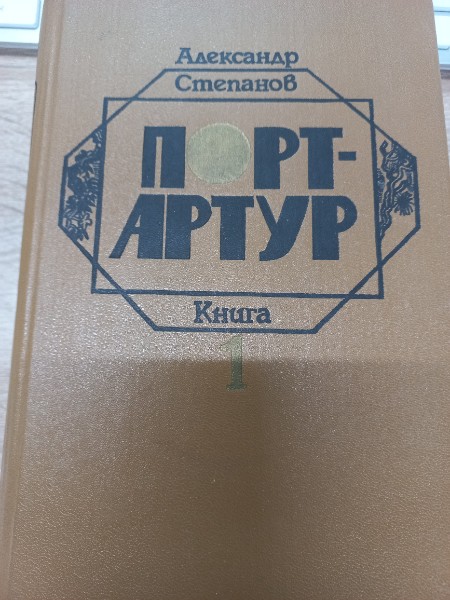 Александр
Степанов
ПОРТ-
АРТУР
Книга
1